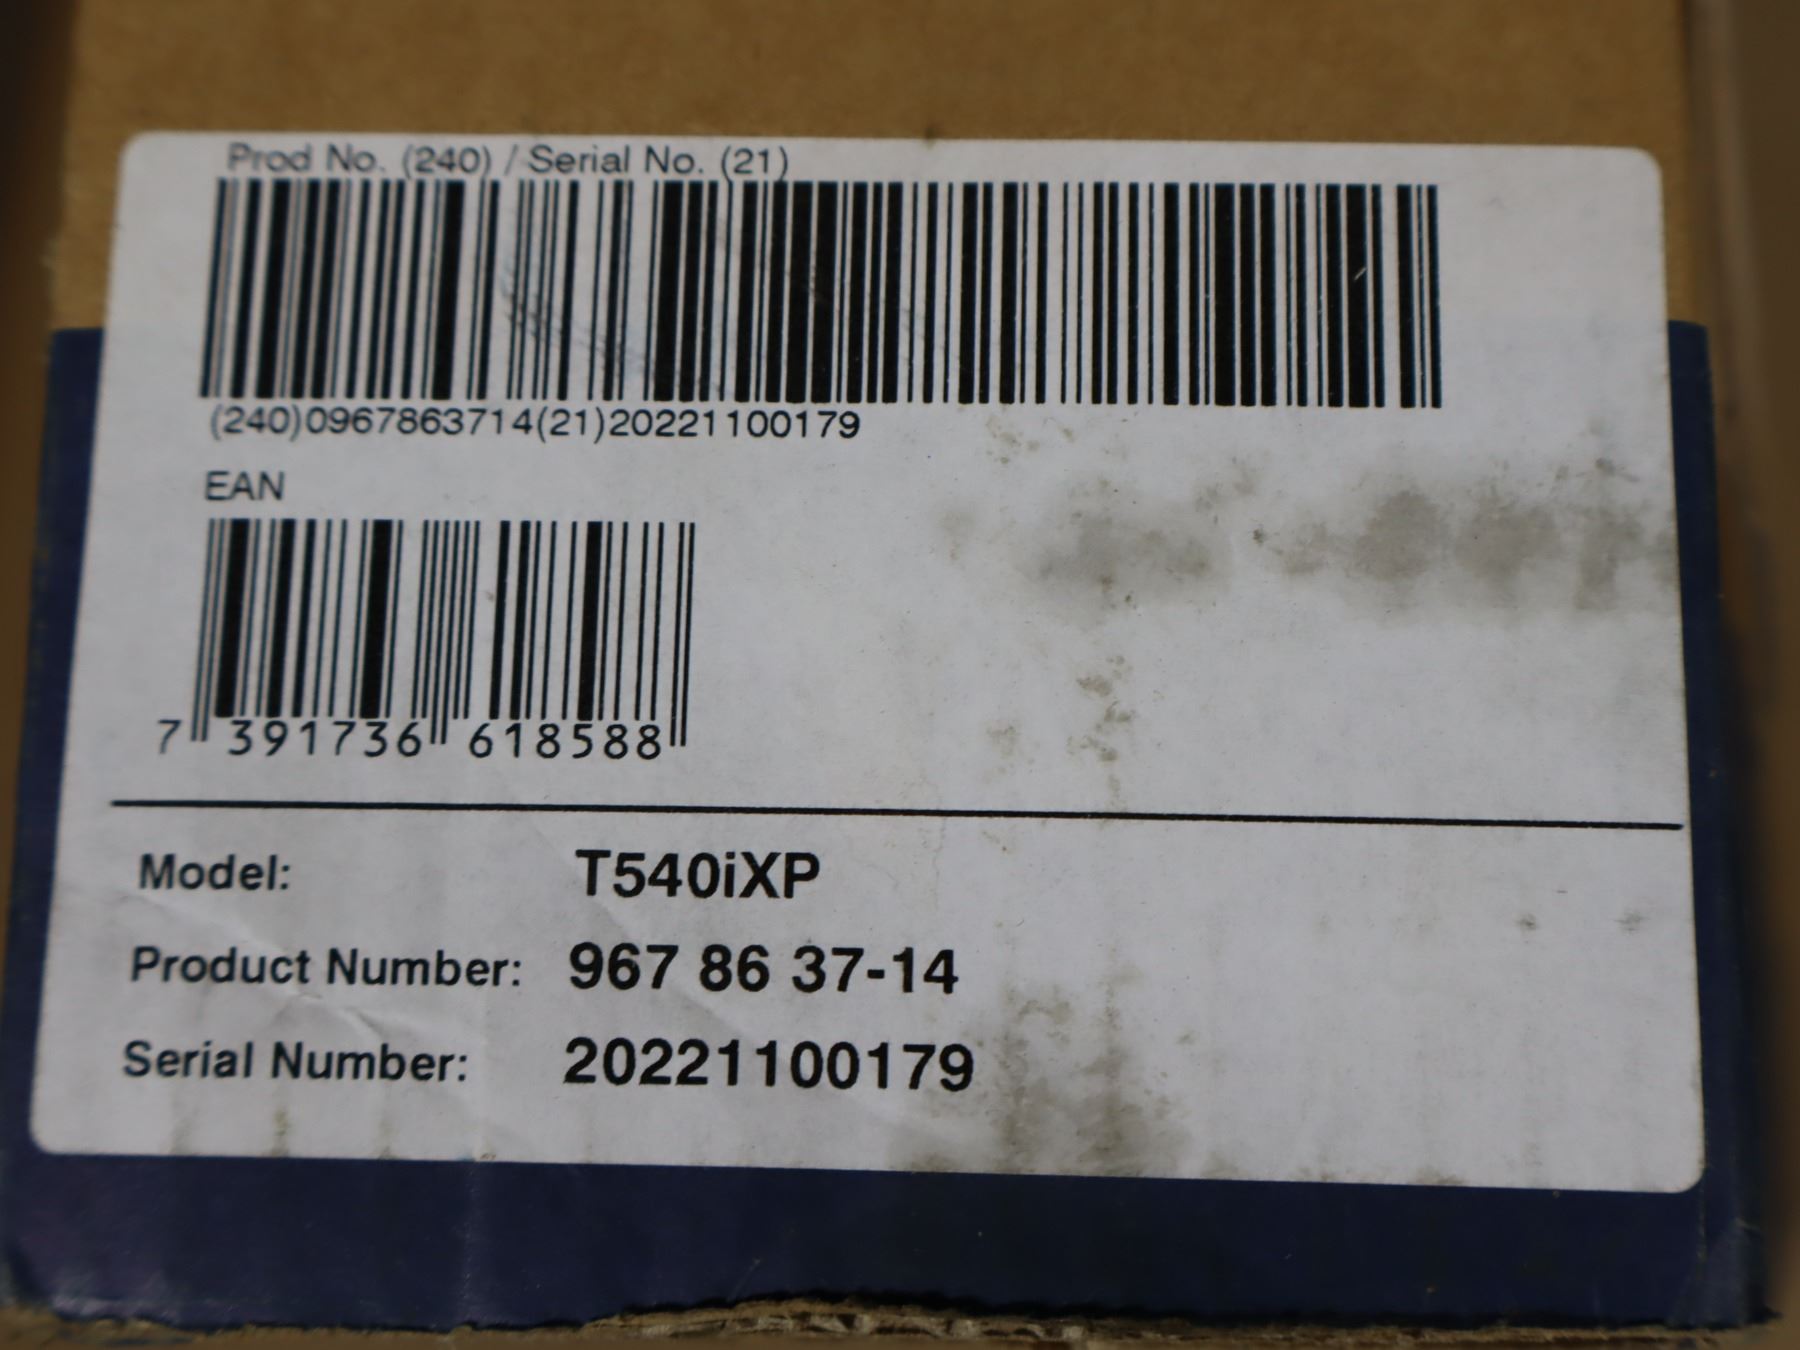 Prod No. (240) / Serial No. (21)
(240)0967863714(21)20221100179
EAN
7 391736 618588
Model: T540iXP
Product Number: 967 86 37-14
Serial Number: 20221100179